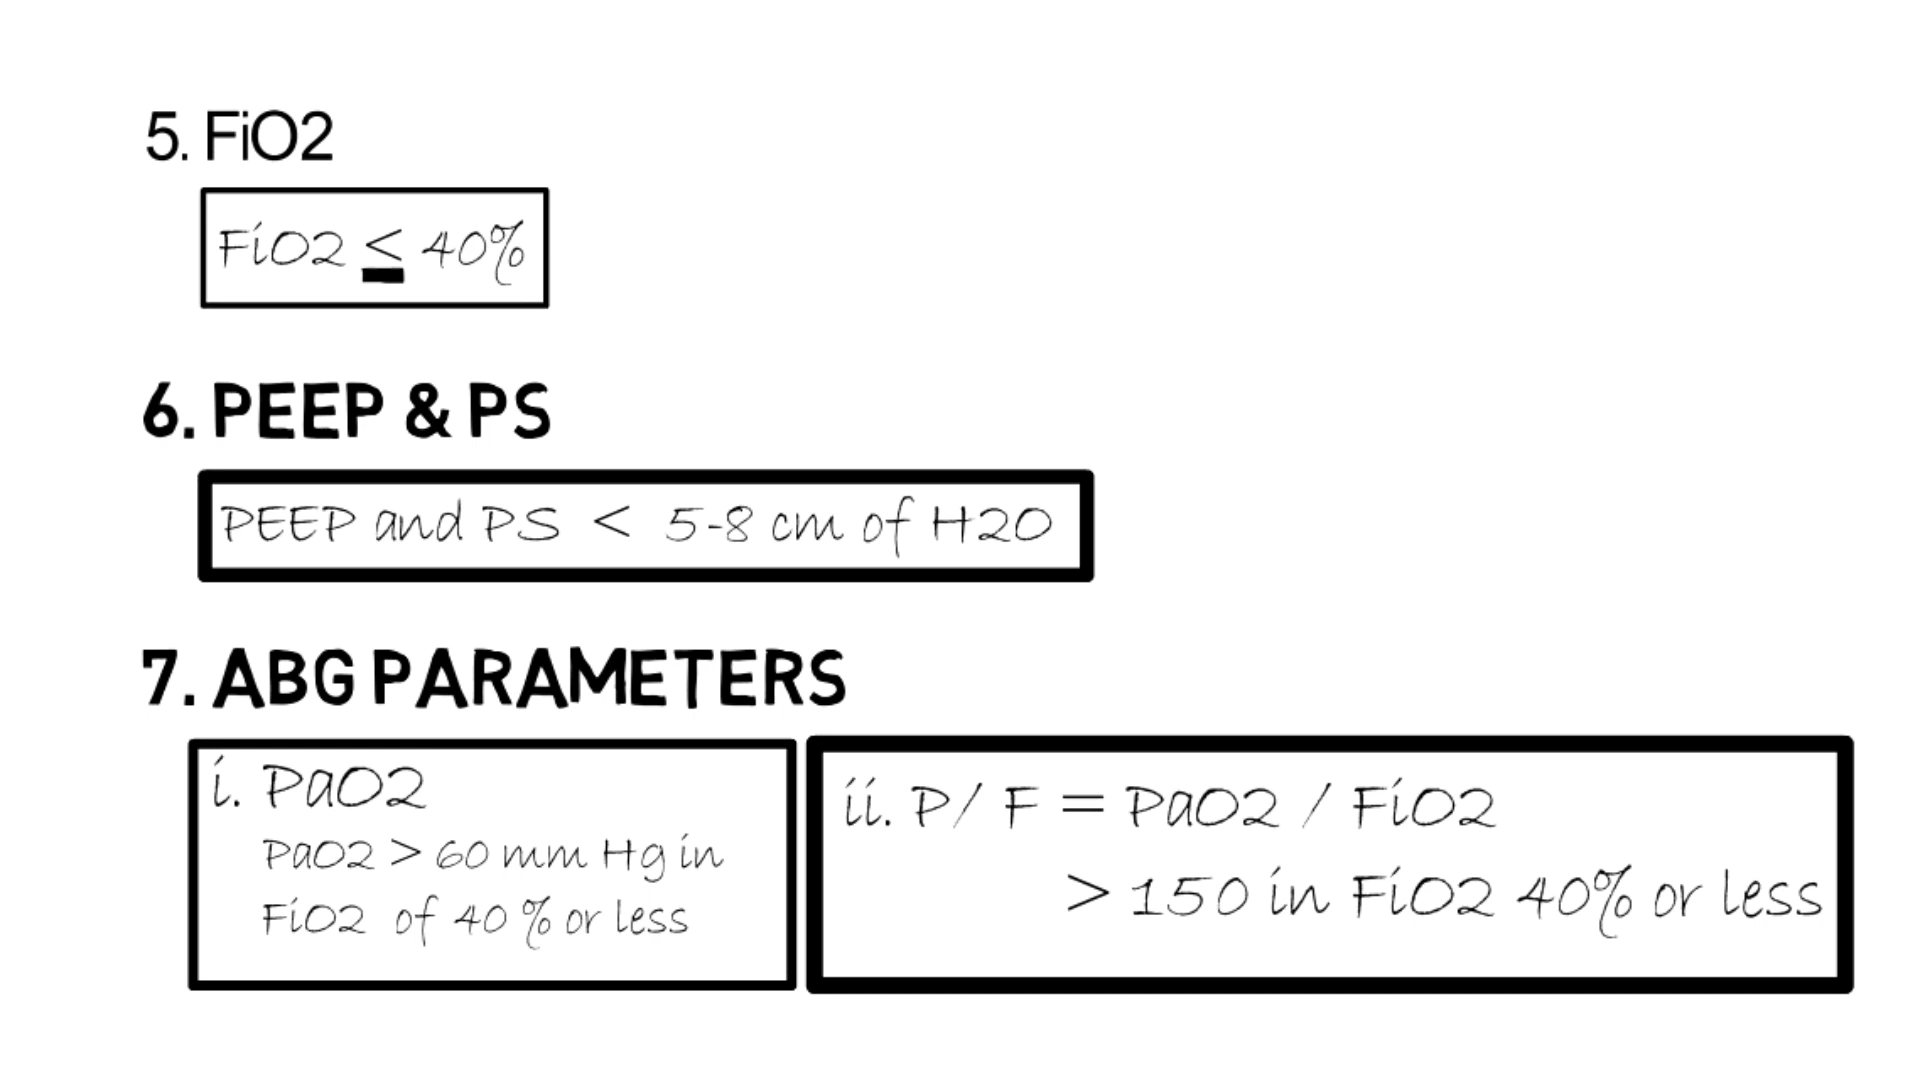 5. FiO2
FiO2 ≤ 40%
6. PEEP & PS
PEEP and PS < 5-8 cm of H2O
7. ABG PARAMETERS
i. PaO2
PaO2 > 60 mm Hg in
FiO2 of 40 % or less
ii. P/ F = PaO2 / FiO2
> 150 in FiO2 40% or less